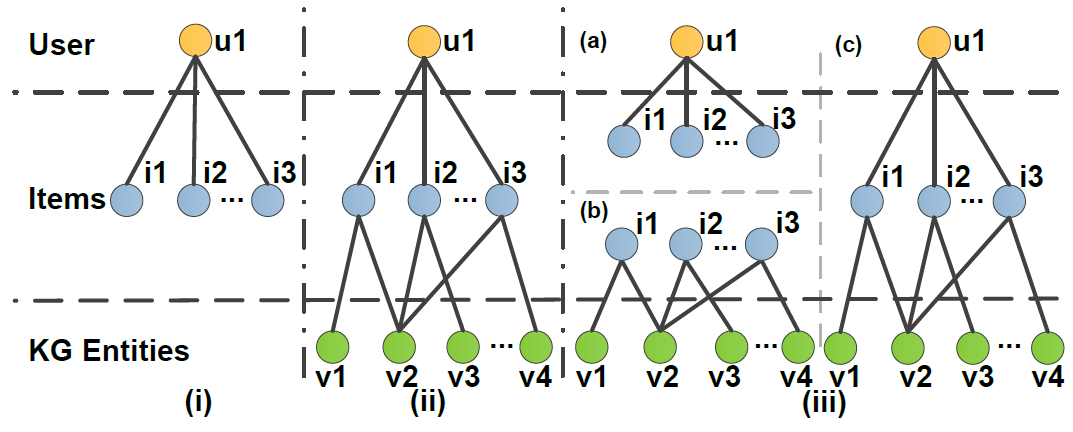 User u1 u1 (a) u1 (c) u1
i1 i2 ... i3
Items i1 i2 ... i3 i1 i2 ... i3 i1 i2 ... i3
(b) i1 i2 ... i3
KG Entities ... ... ...
v1 v2 v3 v4 v1 v2 v3 v4 v1 v2 v3 v4
(i) (ii) (iii)